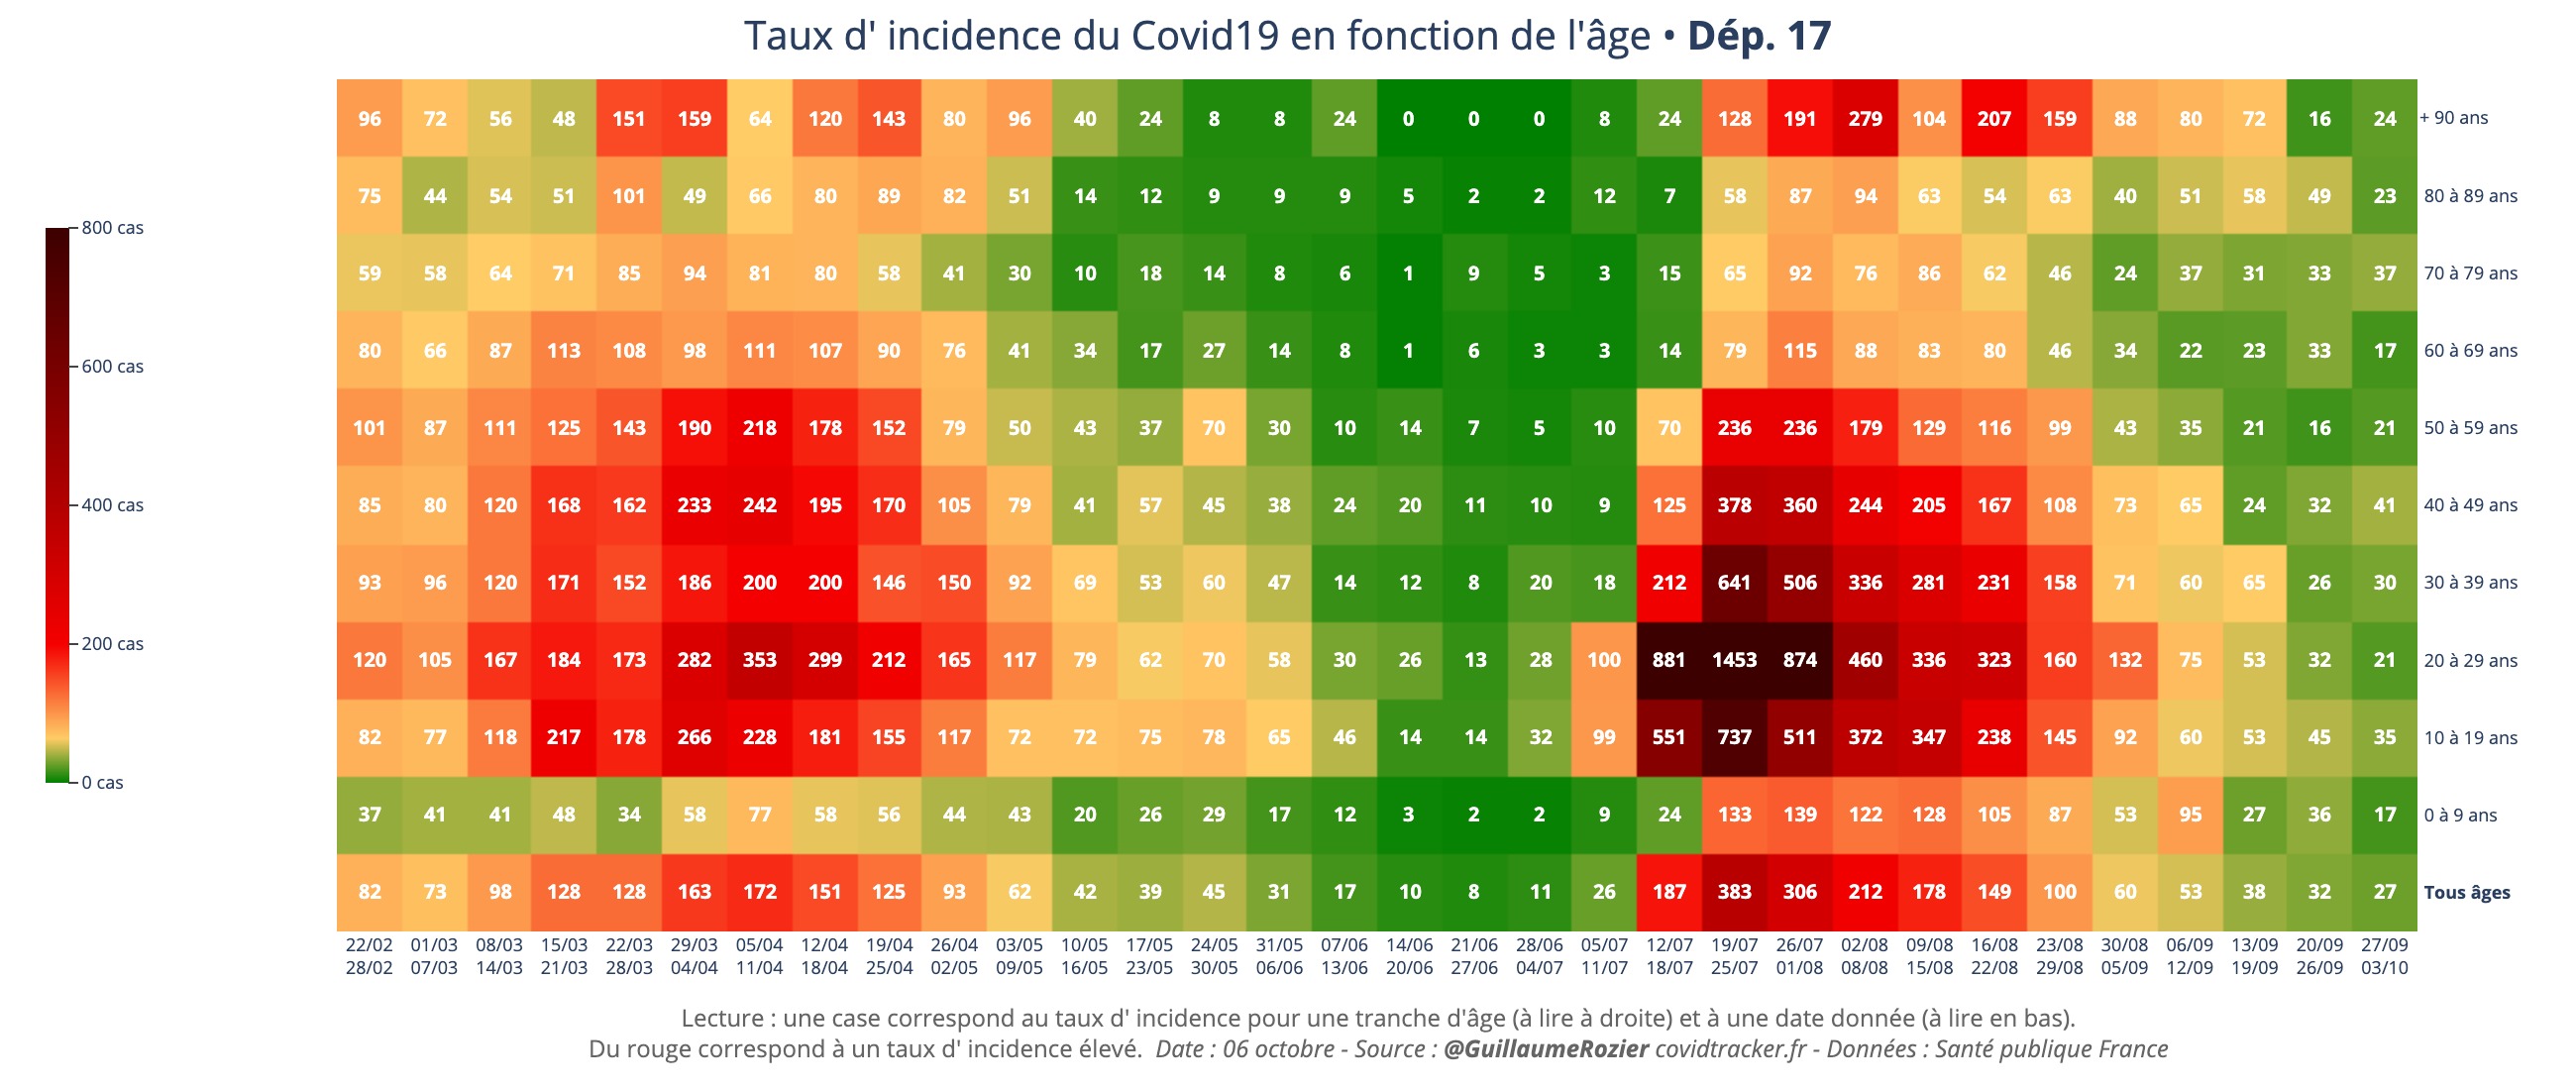 Taux d' incidence du Covid19 en fonction de l'âge • Dép. 17
96 72 56 48 151 159 64 120 143 80 96 40 24 8 8 24 0 0 0 8 24 128 191 279 104 207 159 88 80 72 16 24 + 90 ans
75 44 54 51 101 49 66 80 89 82 51 14 12 9 9 9 5 2 2 12 7 58 87 94 63 54 63 40 51 58 49 23 80 à 89 ans
800 cas
59 58 64 71 85 94 81 80 58 41 30 10 18 14 8 6 1 9 5 3 15 65 92 76 86 62 46 24 37 31 33 37 70 à 79 ans
80 66 87 113 108 98 111 107 90 76 41 34 17 27 14 8 1 6 3 3 14 79 115 88 83 80 46 34 22 23 33 17 60 à 69 ans
600 cas
101 87 111 125 143 190 218 178 152 79 50 43 37 70 30 10 14 7 5 10 70 236 236 179 129 116 99 43 35 21 16 21 50 à 59 ans
400 cas
85 80 120 168 162 233 242 195 170 105 79 41 57 45 38 24 20 11 10 9 125 378 360 244 205 167 108 73 65 24 32 41 40 à 49 ans
93 96 120 171 152 186 200 200 146 150 92 69 53 60 47 14 12 8 20 18 212 641 506 336 281 231 158 71 60 65 26 30 30 à 39 ans
200 cas
120 105 167 184 173 282 353 299 212 165 117 79 62 70 58 30 26 13 28 100 881 1453 874 460 336 323 160 132 75 53 32 21 20 à 29 ans
82 77 118 217 178 266 228 181 155 117 72 72 75 78 65 46 14 14 32 99 551 737 511 372 347 238 145 92 60 53 45 35 10 à 19 ans
0 cas
37 41 41 48 34 58 77 58 56 44 43 20 26 29 17 12 3 2 2 9 24 133 139 122 128 105 87 53 95 27 36 17 0 à 9 ans
82 73 98 128 128 163 172 151 125 93 62 42 39 45 31 17 10 8 11 26 187 383 306 212 178 149 100 60 53 38 32 27 Tous âges
22/02 01/03 08/03 15/03 22/03 29/03 05/04 12/04 19/04 26/04 03/05 10/05 17/05 24/05 31/05 07/06 14/06 21/06 28/06 05/07 12/07 19/07 26/07 02/08 09/08 16/08 23/08 30/08 06/09 13/09 20/09 27/09
28/02 07/03 14/03 21/03 28/03 04/04 11/04 18/04 25/04 02/05 09/05 16/05 23/05 30/05 06/06 13/06 20/06 27/06 04/07 11/07 18/07 25/07 01/08 08/08 15/08 22/08 29/08 05/09 12/09 19/09 26/09 03/10
Lecture : une case correspond au taux d' incidence pour une tranche d'âge (à lire à droite) et à une date donnée (à lire en bas).
Du rouge correspond à un taux d' incidence élevé. Date : 06 octobre - Source : @GuillaumeRozier covidtracker.fr - Données : Santé publique France